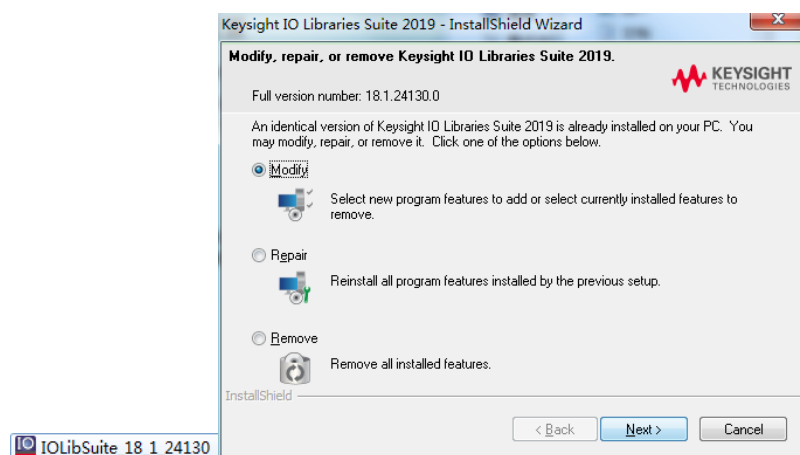 Keysight IO Libraries Suite 2019 - InstallShield Wizard
Modify, repair, or remove Keysight IO Libraries Suite 2019.
KEYSIGHT
TECHNOLOGIES
Full version number: 18.1.24130.0
An identical version of Keysight IO Libraries Suite 2019 is already installed on your PC. You
may modify, repair, or remove it. Click one of the options below.
Modify
Select new program features to add or select currently installed features to
remove.
Repair
Reinstall all program features installed by the previous setup.
Remove
Remove all installed features.
InstallShield
< Back
Next >
Cancel
IO
IOLibSuite_18_1_24130